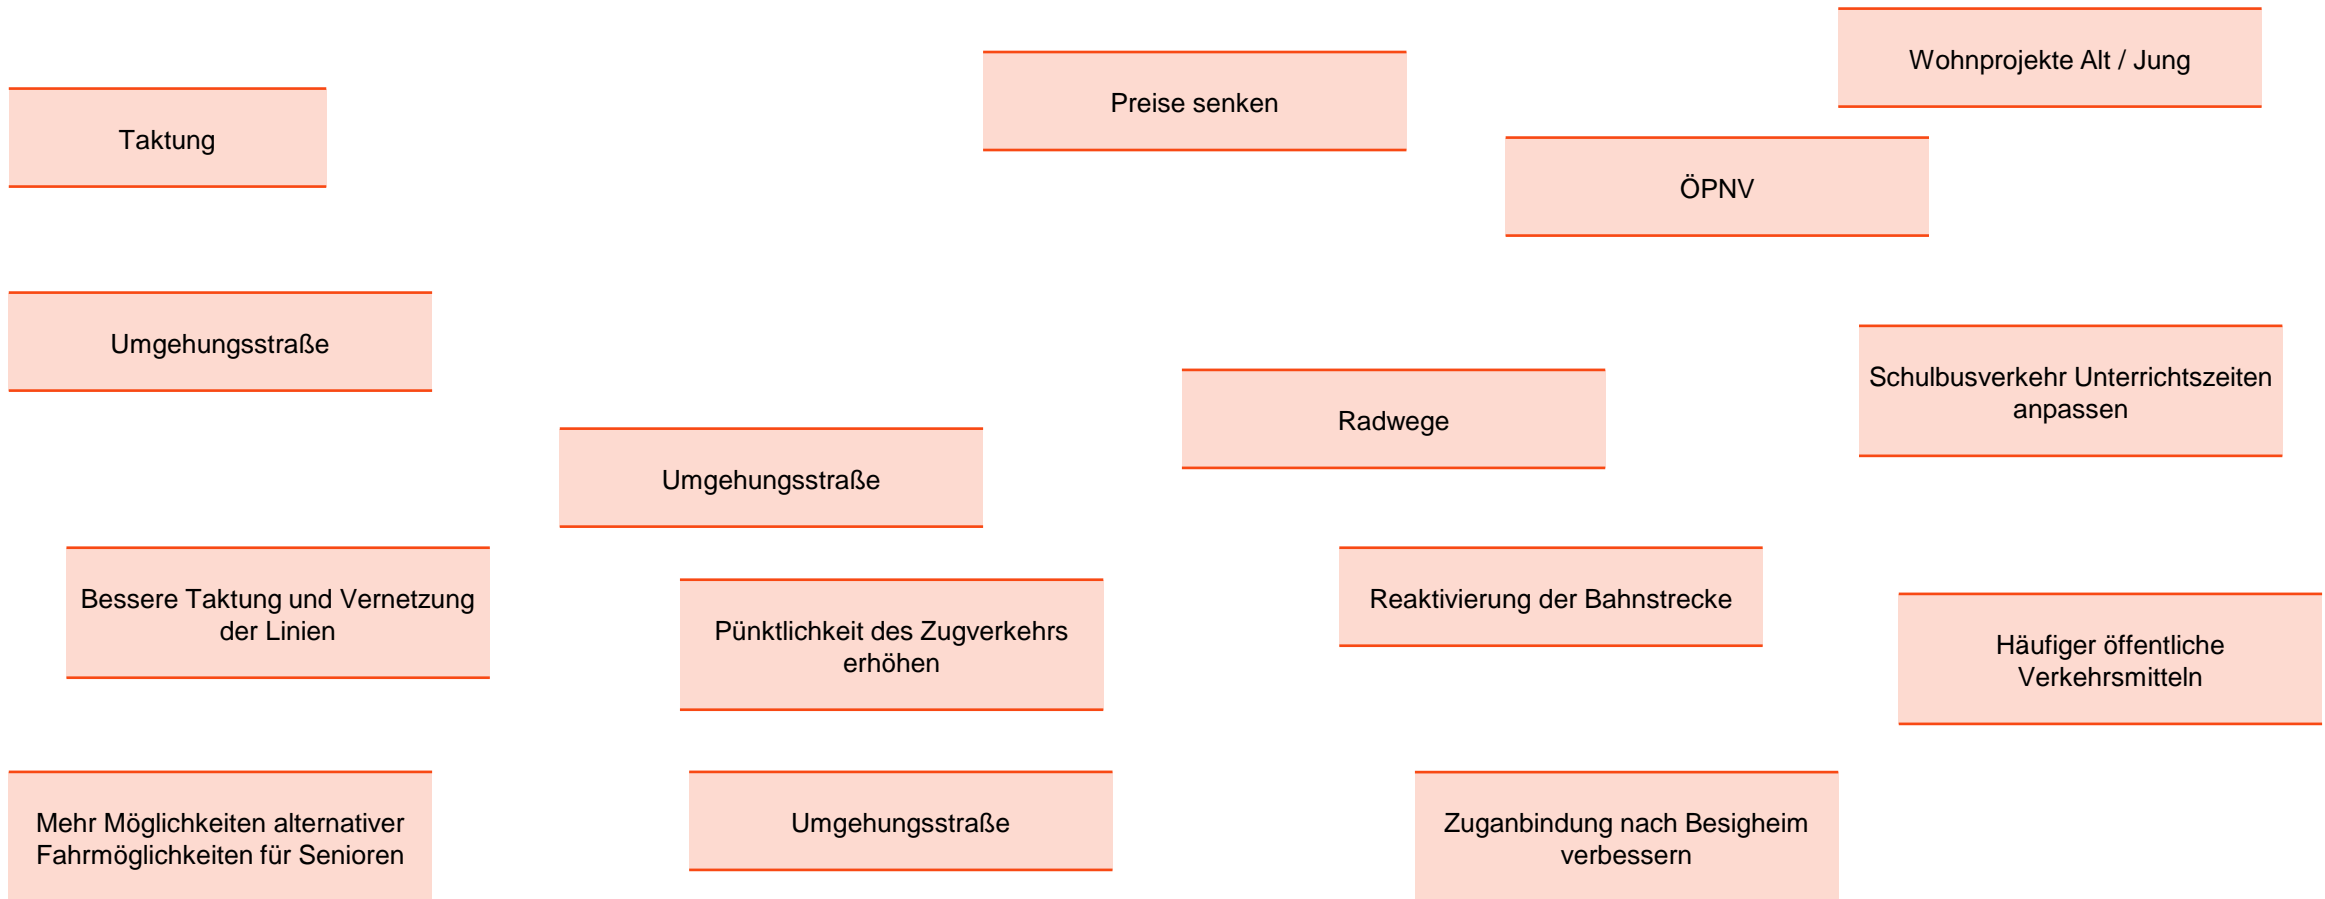 Wohnprojekte Alt / Jung
Preise senken
Taktung
ÖPNV
Umgehungsstraße
Schulbusverkehr Unterrichtszeiten
anpassen
Radwege
Umgehungsstraße
Bessere Taktung und Vernetzung
der Linien
Reaktivierung der Bahnstrecke
Pünktlichkeit des Zugverkehrs
erhöhen
Häufiger öffentliche
Verkehrsmitteln
Mehr Möglichkeiten alternativer
Fahrmöglichkeiten für Senioren
Umgehungsstraße
Zuganbindung nach Besigheim
verbessern